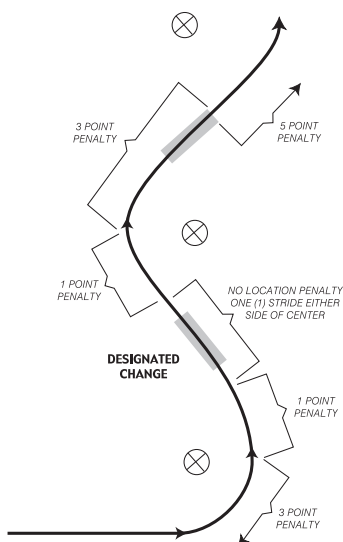 3 POINT
PENALTY
5 POINT
PENALTY
1 POINT
PENALTY
NO LOCATION PENALTY
ONE (1) STRIDE EITHER
SIDE OF CENTER
DESIGNATED
CHANGE
1 POINT
PENALTY
3 POINT
PENALTY